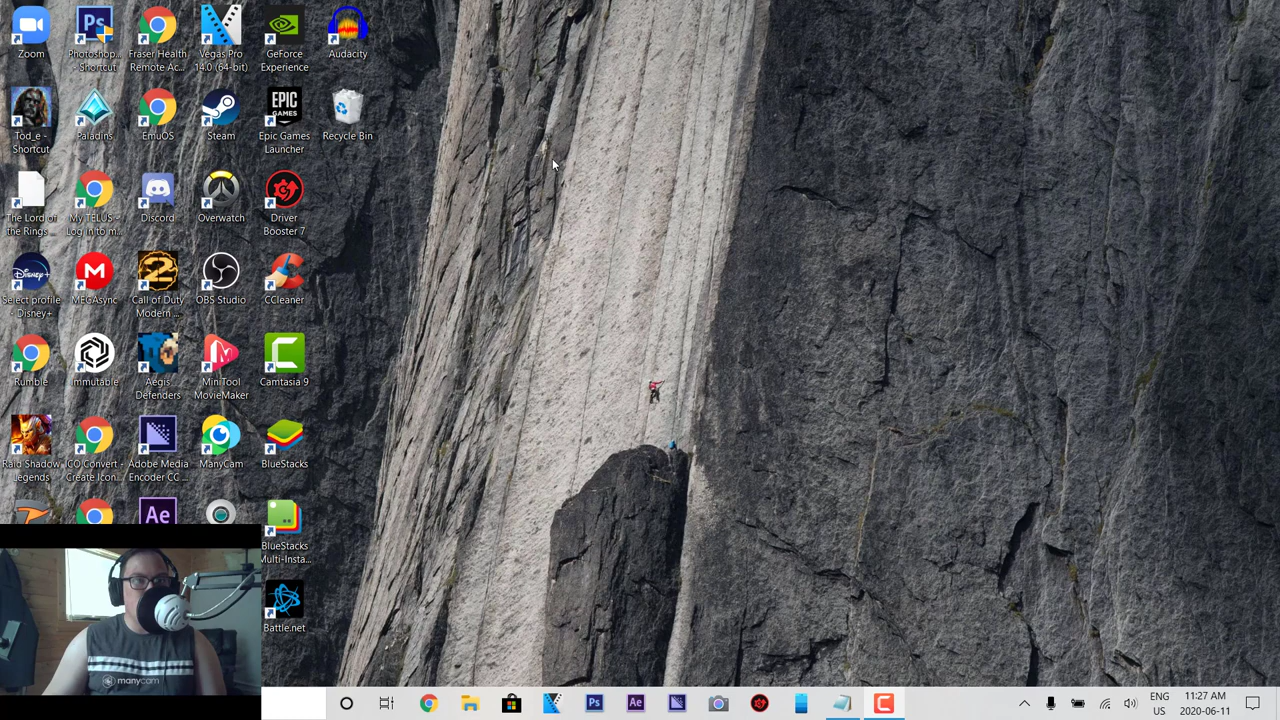 Zoom
Photoshop...
- Shortcut
Fraser Health
Remote Ac...
Vegas Pro
14.0 (64-bit)
GeForce
Experience
Audacity
Tod_e -
Shortcut
Paladins
EmuOS
Steam
EPIC
GAMES
Epic Games
Launcher
Recycle Bin
The Lord of
the Rings ...
My TELUS -
Log in to m...
Discord
Overwatch
Driver
Booster 7
Disney+
Select profile
- Disney+
MEGAsync
Call of Duty
Modern ...
OBS Studio
CCleaner
Rumble
Immutable
Aegis
Defenders
MiniTool
MovieMaker
Camtasia 9
Raid Shadow
Legends
ICO Convert -
Create Icon...
Adobe Media
Encoder CC ...
ManyCam
BlueStacks
Ae
BlueStacks
Multi-Insta...
Battle.net
manycam
Ps
Ae
ENG
US
11:27 AM
2020-06-11